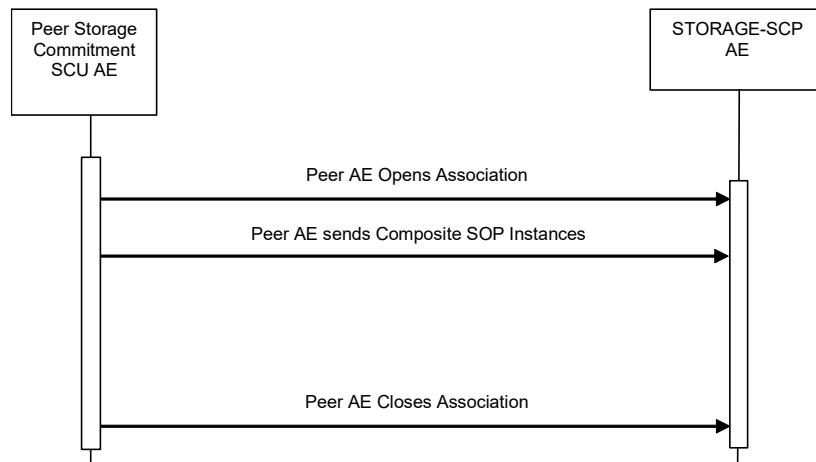 Peer Storage
Commitment
SCU AE
STORAGE-SCP
AE
Peer AE Opens Association
Peer AE sends Composite SOP Instances
Peer AE Closes Association